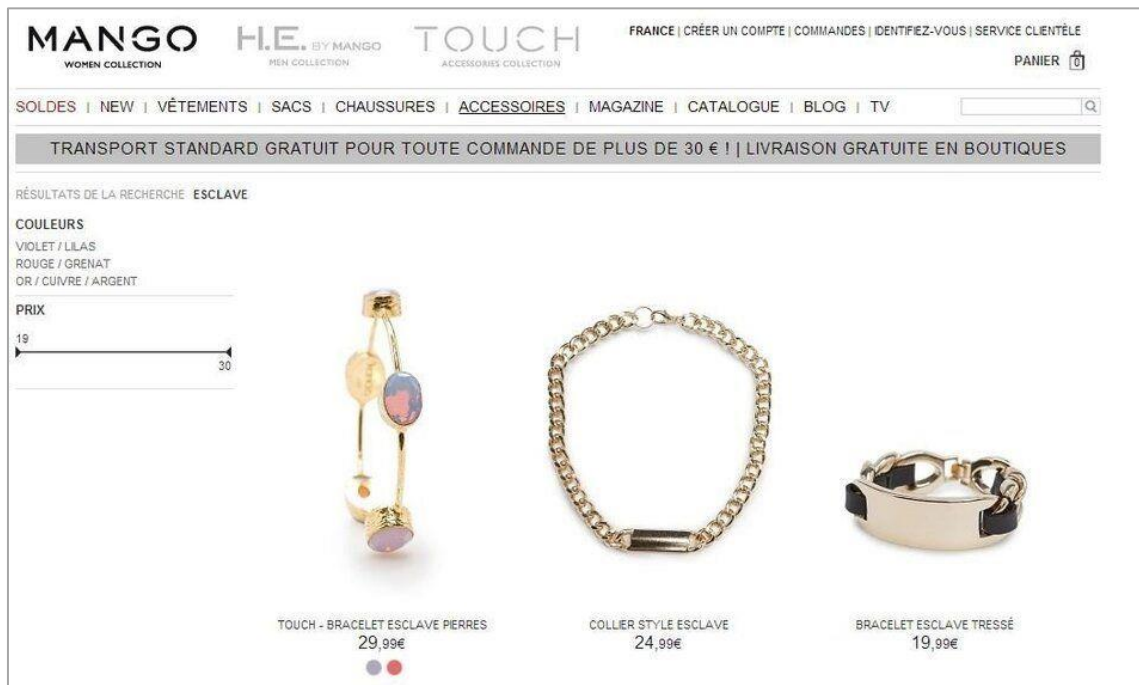 MANGO
WOMEN COLLECTION
H.E. BY MANGO
MEN COLLECTION
TOUCH
ACCESSORIES COLLECTION
FRANCE | CRÉER UN COMPTE | COMMANDES | IDENTIFIEZ-VOUS | SERVICE CLIENTÈLE
PANIER 0
SOLDES | NEW | VÊTEMENTS | SACS | CHAUSSURES | ACCESSOIRES | MAGAZINE | CATALOGUE | BLOG | TV
TRANSPORT STANDARD GRATUIT POUR TOUTE COMMANDE DE PLUS DE 30 € ! | LIVRAISON GRATUITE EN BOUTIQUES
RÉSULTATS DE LA RECHERCHE ESCLAVE
COULEURS
VIOLET / LILAS
ROUGE / GRENAT
OR / CUIVRE / ARGENT
PRIX
19
30
TOUCH - BRACELET ESCLAVE PIERRES
29,99€
COLLIER STYLE ESCLAVE
24,99€
BRACELET ESCLAVE TRESSÉ
19,99€